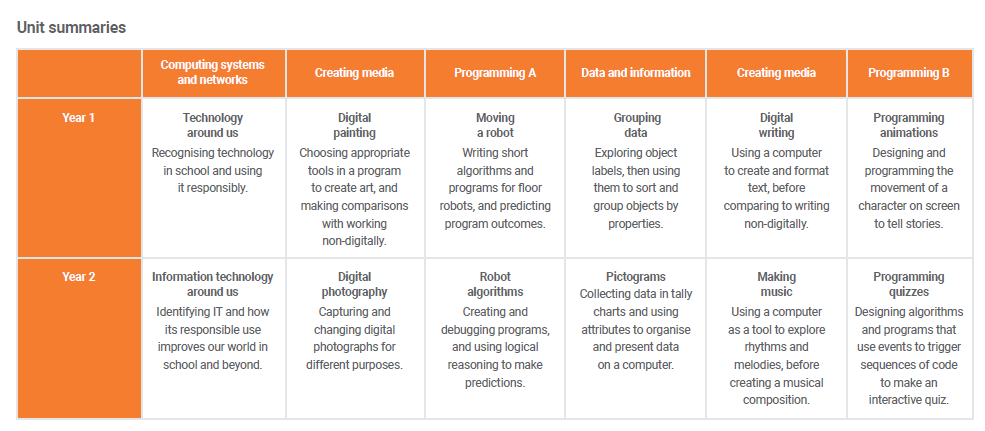 Unit summaries
Computing systems
and networks
Creating media
Programming A
Data and information
Creating media
Programming B
Year 1
Technology
around us
Recognising technology
in school and using
it responsibly.
Digital
painting
Choosing appropriate
tools in a program
to create art, and
making comparisons
with working
non-digitally.
Moving
a robot
Writing short
algorithms and
programs for floor
robots, and predicting
program outcomes.
Grouping
data
Exploring object
labels, then using
them to sort and
group objects by
properties.
Digital
writing
Using a computer
to create and format
text, before
comparing to writing
non-digitally.
Programming
animations
Designing and
programming the
movement of a
character on screen
to tell stories.
Year 2
Information technology
around us
Identifying IT and how
its responsible use
improves our world in
school and beyond.
Digital
photography
Capturing and
changing digital
photographs for
different purposes.
Robot
algorithms
Creating and
debugging programs,
and using logical
reasoning to make
predictions.
Pictograms
Collecting data in tally
charts and using
attributes to organise
and present data
on a computer.
Making
music
Using a computer
as a tool to explore
rhythms and
melodies, before
creating a musical
composition.
Programming
quizzes
Designing algorithms
and programs that
use events to trigger
sequences of code
to make an
interactive quiz.